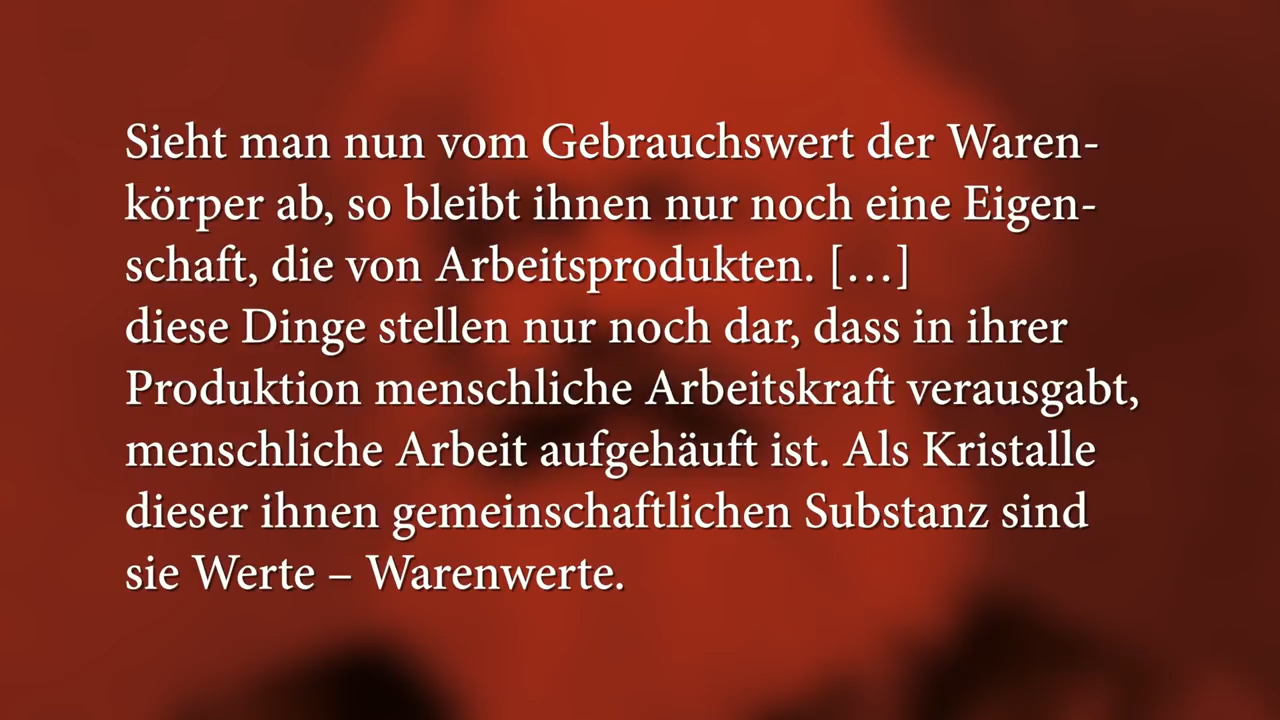 Sieht man nun vom Gebrauchswert der Waren-
körper ab, so bleibt ihnen nur noch eine Eigen-
schaft, die von Arbeitsprodukten. […]
diese Dinge stellen nur noch dar, dass in ihrer
Produktion menschliche Arbeitskraft verausgabt,
menschliche Arbeit aufgehäuft ist. Als Kristalle
dieser ihnen gemeinschaftlichen Substanz sind
sie Werte – Warenwerte.